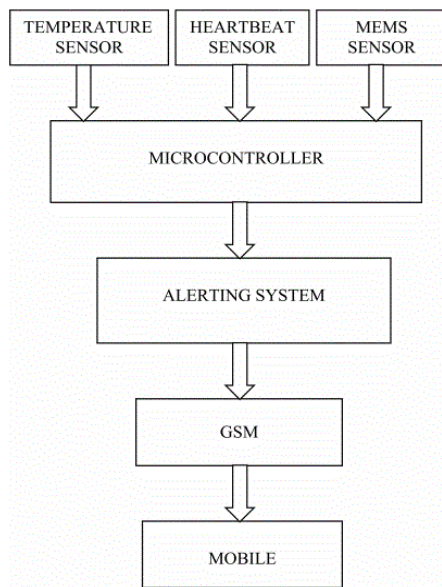 TEMPERATURE
SENSOR
HEARTBEAT
SENSOR
MEMS
SENSOR
MICROCONTROLLER
ALERTING SYSTEM
GSM
MOBILE